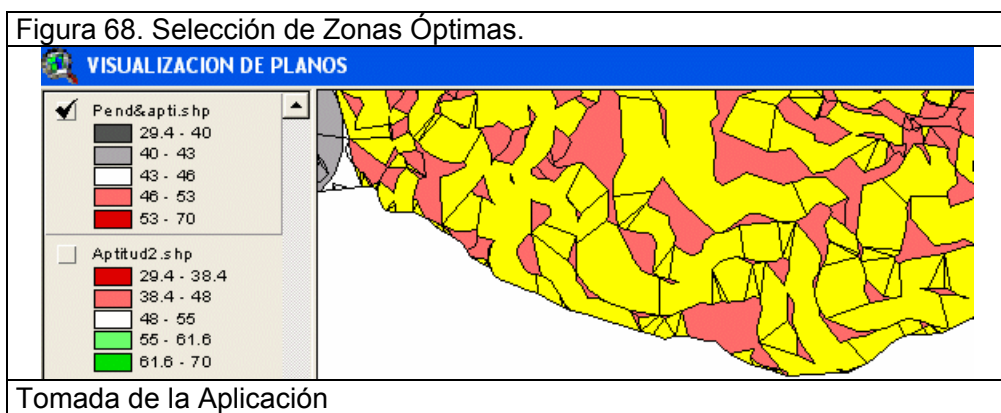 Figura 68. Selección de Zonas Óptimas.
VISUALIZACION DE PLANOS
Pend&apti.shp
29.4 - 40
40 - 43
43 - 46
46 - 53
53 - 70
Aptitud2.shp
29.4 - 38.4
38.4 - 48
48 - 55
55 - 61.6
61.6 - 70
Tomada de la Aplicación